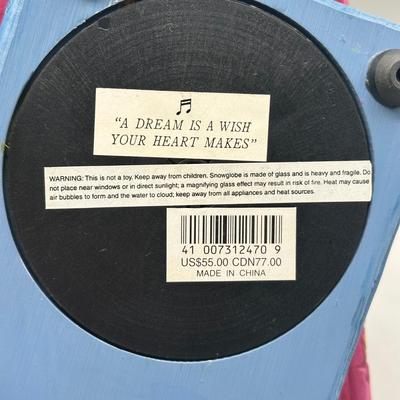 "A DREAM IS A WISH
YOUR HEART MAKES"
WARNING: This is not a toy. Keep away from children. Snowglobe is made of glass and is heavy and fragile. Do
not place near windows or in direct sunlight; a magnifying glass effect may result in risk of fire. Heat may cause
air bubbles to form and the water to cloud; keep away from all appliances and heat sources.
41 007312470 9
US$55.00 CDN77.00
MADE IN CHINA